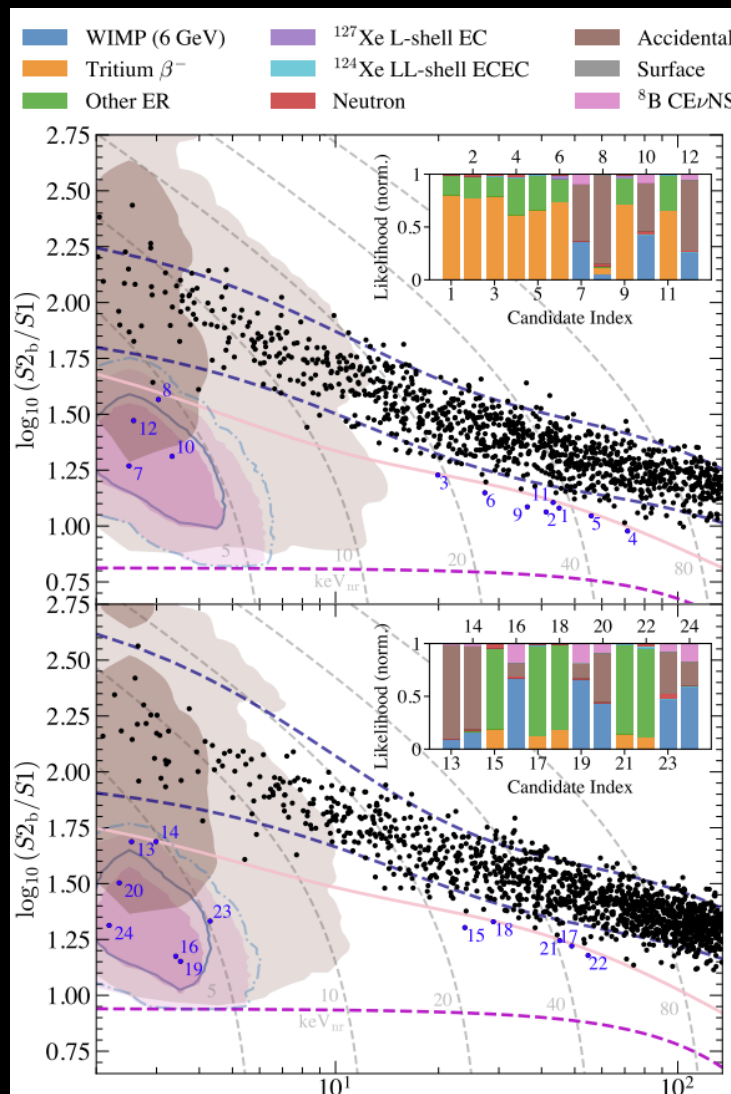 WIMP (6 GeV) ¹²⁷Xe L-shell EC Accidental
Tritium β⁻ ¹²⁴Xe LL-shell ECEC Surface
Other ER Neutron ⁸B CEνNS
2.75
2.50
2.25
2.00
1.75
1.50
1.25
1.00
0.75
log₁₀(S2_b/S1)
2 4 6 8 10 12
1
0.5
0
Likelihood (norm.)
1 3 5 7 9 11
Candidate Index
8
12
10
7
3
6
9
11
2
1
5
4
5 10 20 40 80
keV_nr
2.75
2.50
2.25
2.00
1.75
1.50
1.25
1.00
0.75
log₁₀(S2_b/S1)
14 16 18 20 22 24
1
0.5
0
Likelihood (norm.)
13 15 17 19 21 23
Candidate Index
14
13
20
23
24
16
19
15
18
21
17
22
5 10 20 40 80
keV_nr
10¹ 10²